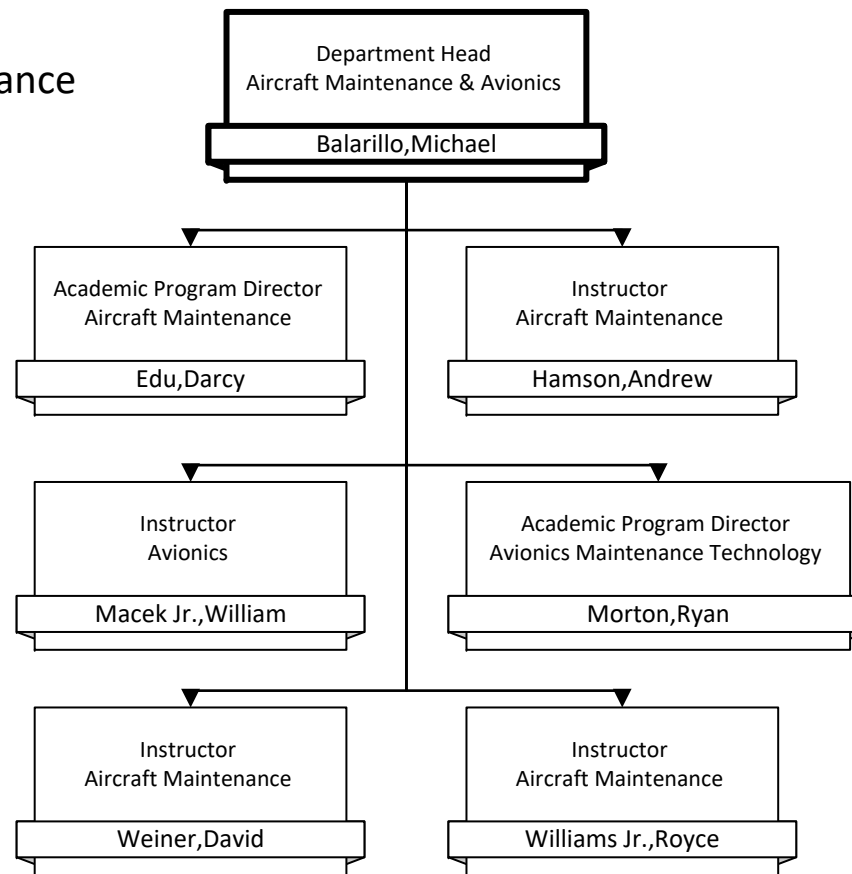 Department Head
Aircraft Maintenance & Avionics
Balarillo,Michael
Academic Program Director
Aircraft Maintenance
Edu,Darcy
Instructor
Aircraft Maintenance
Hamson,Andrew
Instructor
Avionics
Macek Jr.,William
Academic Program Director
Avionics Maintenance Technology
Morton,Ryan
Instructor
Aircraft Maintenance
Weiner,David
Instructor
Aircraft Maintenance
Williams Jr.,Royce